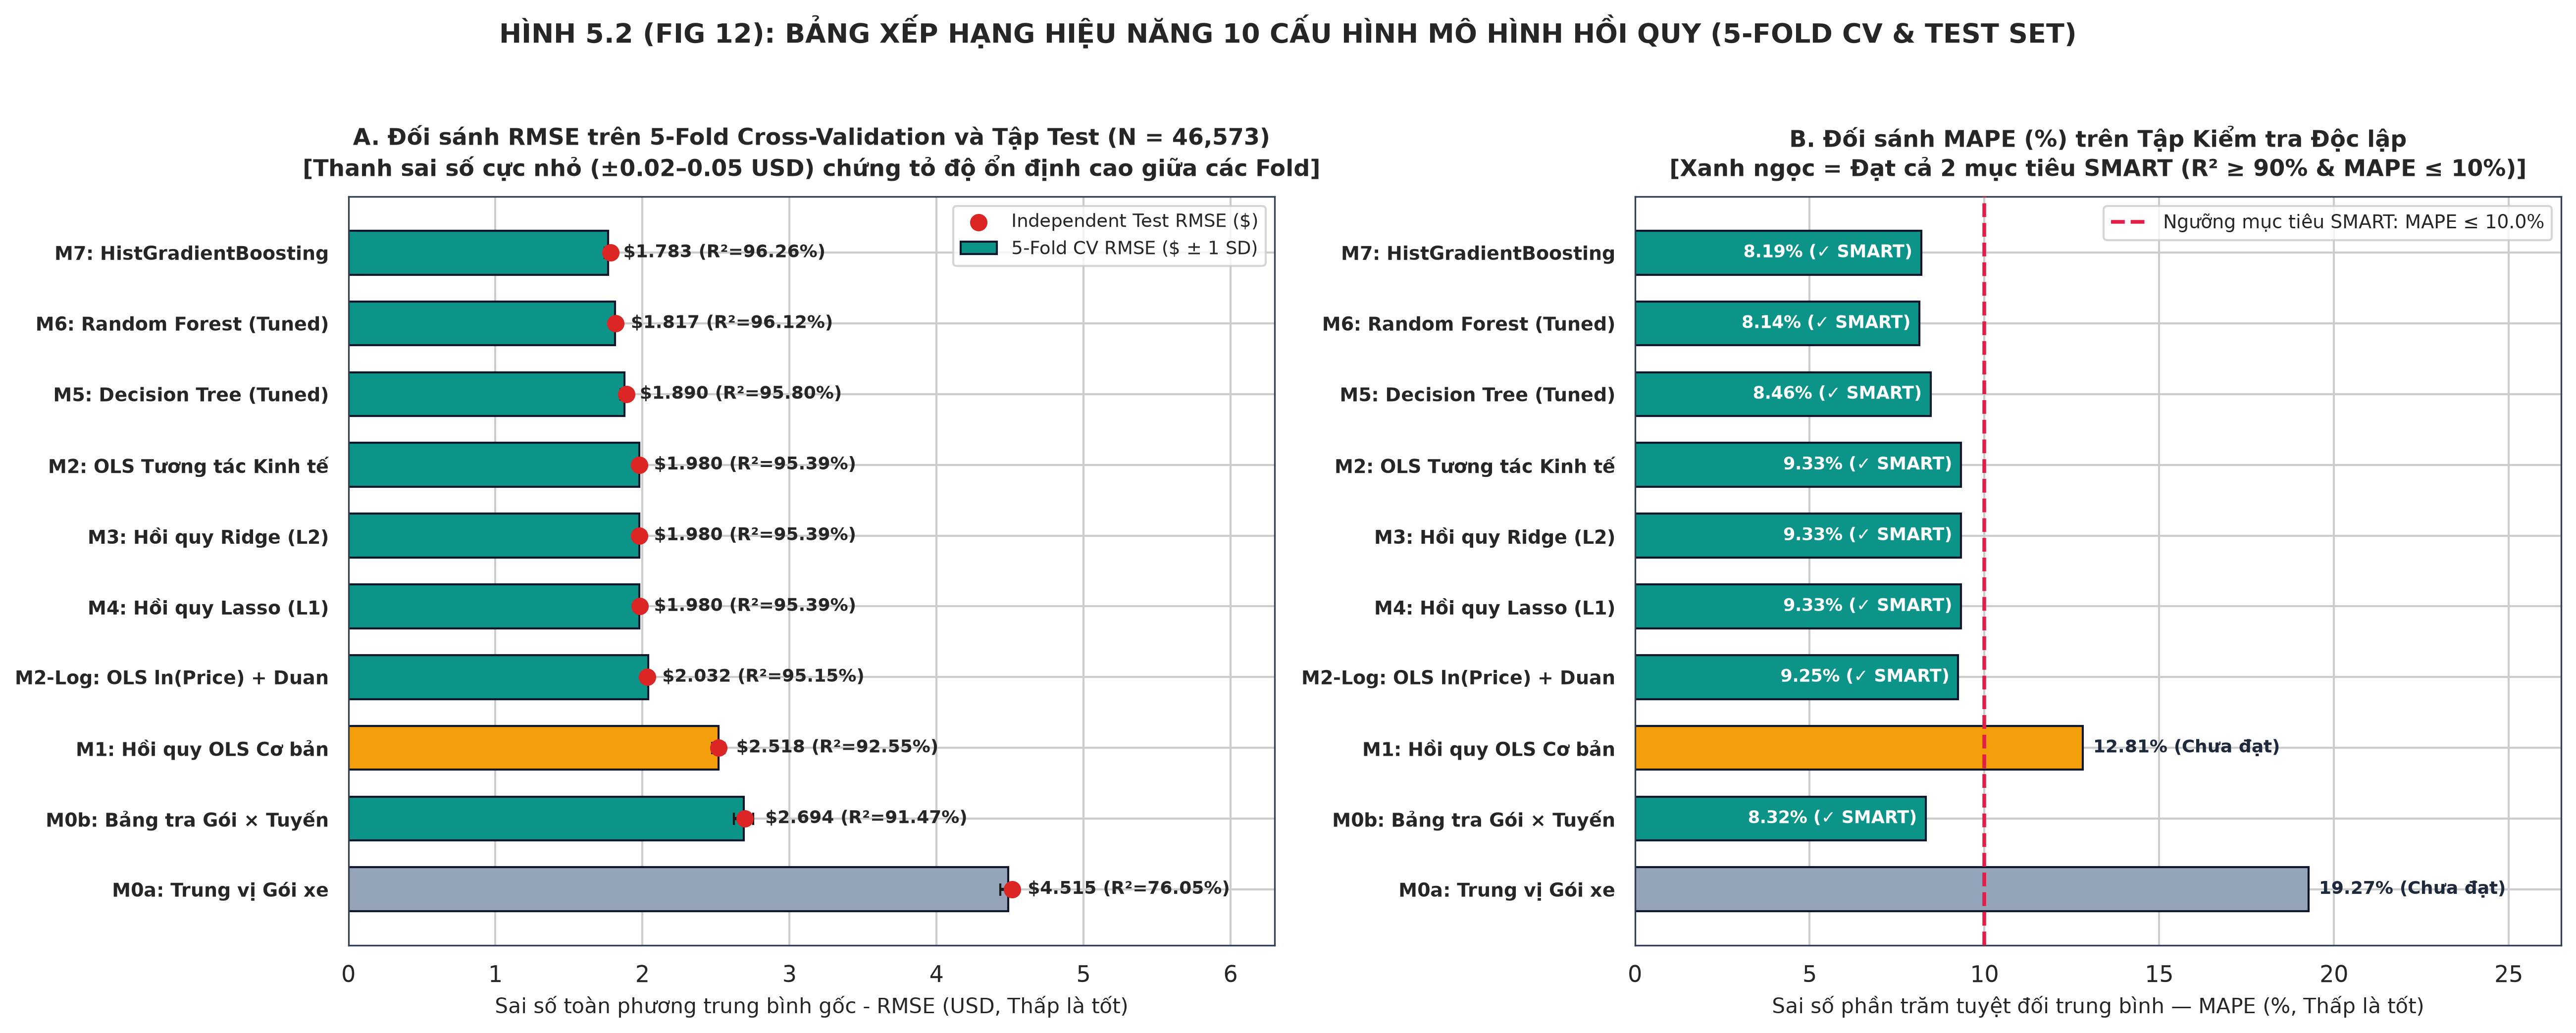 HÌNH 5.2 (FIG 12): BẢNG XẾP HẠNG HIỆU NĂNG 10 CẤU HÌNH MÔ HÌNH HỒI QUY (5-FOLD CV & TEST SET)
A. Đối sánh RMSE trên 5-Fold Cross-Validation và Tập Test (N = 46,573)
[Thanh sai số cực nhỏ (±0.02–0.05 USD) chứng tỏ độ ổn định cao giữa các Fold]
Independent Test RMSE ($)
5-Fold CV RMSE ($ ± 1 SD)
M7: HistGradientBoosting
$1.783 (R²=96.26%)
M6: Random Forest (Tuned)
$1.817 (R²=96.12%)
M5: Decision Tree (Tuned)
$1.890 (R²=95.80%)
M2: OLS Tương tác Kinh tế
$1.980 (R²=95.39%)
M3: Hồi quy Ridge (L2)
$1.980 (R²=95.39%)
M4: Hồi quy Lasso (L1)
$1.980 (R²=95.39%)
M2-Log: OLS ln(Price) + Duan
$2.032 (R²=95.15%)
M1: Hồi quy OLS Cơ bản
$2.518 (R²=92.55%)
M0b: Bảng tra Gói × Tuyến
$2.694 (R²=91.47%)
M0a: Trung vị Gói xe
$4.515 (R²=76.05%)
0 1 2 3 4 5 6
Sai số toàn phương trung bình gốc - RMSE (USD, Thấp là tốt)
B. Đối sánh MAPE (%) trên Tập Kiểm tra Độc lập
[Xanh ngọc = Đạt cả 2 mục tiêu SMART (R² ≥ 90% & MAPE ≤ 10%)]
Ngưỡng mục tiêu SMART: MAPE ≤ 10.0%
M7: HistGradientBoosting
8.19% (✓ SMART)
M6: Random Forest (Tuned)
8.14% (✓ SMART)
M5: Decision Tree (Tuned)
8.46% (✓ SMART)
M2: OLS Tương tác Kinh tế
9.33% (✓ SMART)
M3: Hồi quy Ridge (L2)
9.33% (✓ SMART)
M4: Hồi quy Lasso (L1)
9.33% (✓ SMART)
M2-Log: OLS ln(Price) + Duan
9.25% (✓ SMART)
M1: Hồi quy OLS Cơ bản
12.81% (Chưa đạt)
M0b: Bảng tra Gói × Tuyến
8.32% (✓ SMART)
M0a: Trung vị Gói xe
19.27% (Chưa đạt)
0 5 10 15 20 25
Sai số phần trăm tuyệt đối trung bình — MAPE (%, Thấp là tốt)